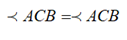 ≺ ACB =≺ ACB